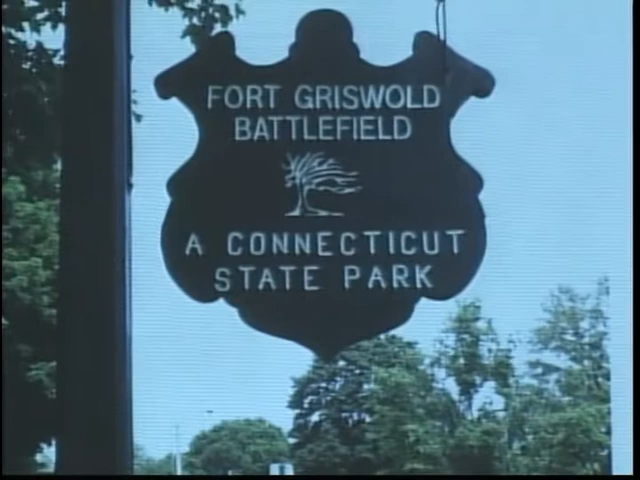 FORT GRISWOLD
BATTLEFIELD
A CONNECTICUT
STATE PARK